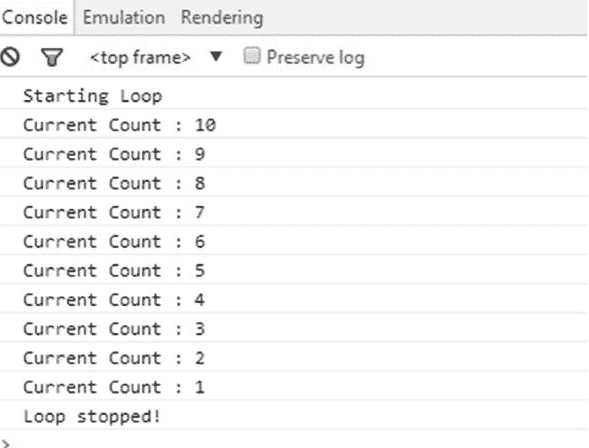 Console Emulation Rendering
<top frame> ▼ Preserve log
Starting Loop
Current Count : 10
Current Count : 9
Current Count : 8
Current Count : 7
Current Count : 6
Current Count : 5
Current Count : 4
Current Count : 3
Current Count : 2
Current Count : 1
Loop stopped!
>